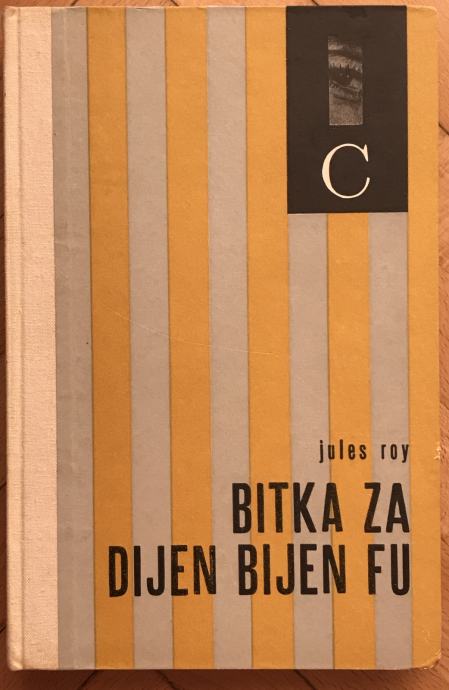 C
jules roy
BITKA ZA
DIJEN BIJEN FU